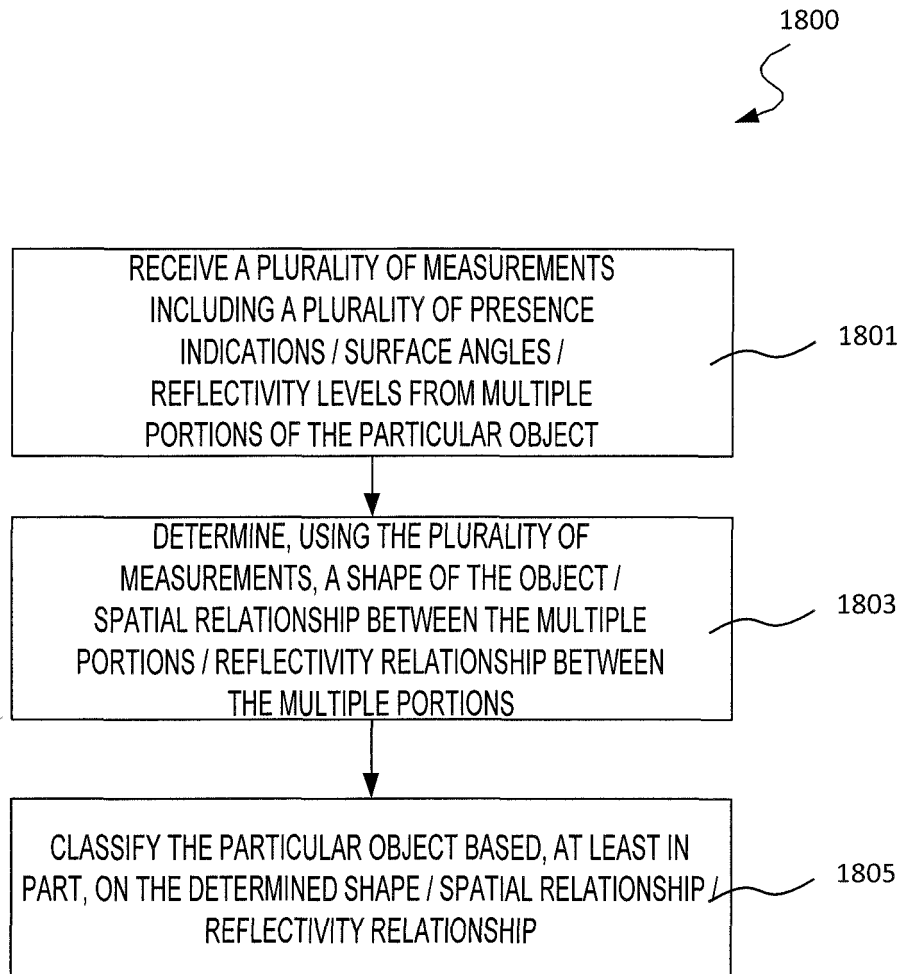 1800
RECEIVE A PLURALITY OF MEASUREMENTS
INCLUDING A PLURALITY OF PRESENCE
INDICATIONS / SURFACE ANGLES /
REFLECTIVITY LEVELS FROM MULTIPLE
PORTIONS OF THE PARTICULAR OBJECT
1801
DETERMINE, USING THE PLURALITY OF
MEASUREMENTS, A SHAPE OF THE OBJECT /
SPATIAL RELATIONSHIP BETWEEN THE MULTIPLE
PORTIONS / REFLECTIVITY RELATIONSHIP BETWEEN
THE MULTIPLE PORTIONS
1803
CLASSIFY THE PARTICULAR OBJECT BASED, AT LEAST IN
PART, ON THE DETERMINED SHAPE / SPATIAL RELATIONSHIP /
REFLECTIVITY RELATIONSHIP
1805